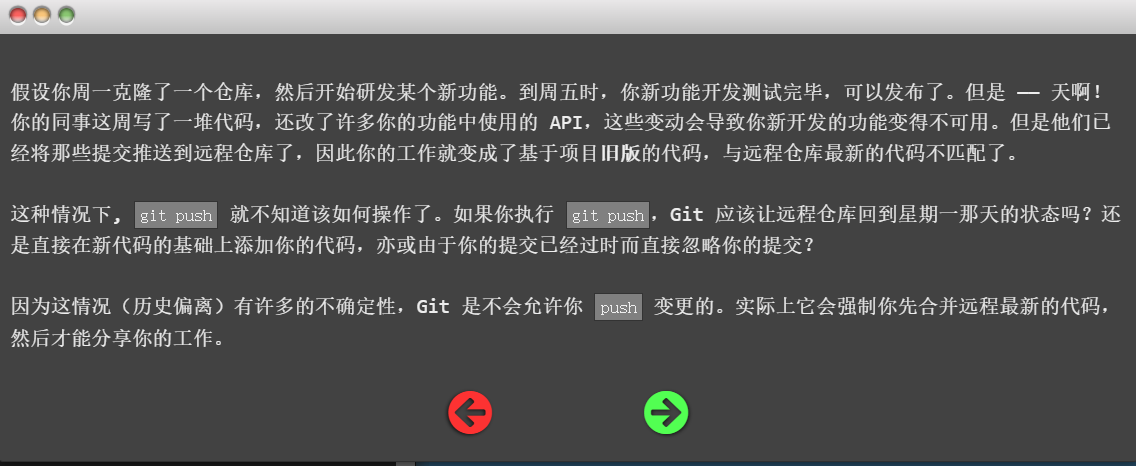 假设你周一克隆了一个仓库，然后开始研发某个新功能。到周五时，你新功能开发测试完毕，可以发布了。但是 —— 天啊！
你的同事这周写了一堆代码，还改了许多你的功能中使用的 API，这些变动会导致你新开发的功能变得不可用。但是他们已
经将那些提交推送到远程仓库了，因此你的工作就变成了基于项目旧版的代码，与远程仓库最新的代码不匹配了。
这种情况下, git push 就不知道该如何操作了。如果你执行 git push，Git 应该让远程仓库回到星期一那天的状态吗？还
是直接在新代码的基础上添加你的代码，亦或由于你的提交已经过时而直接忽略你的提交？
因为这情况（历史偏离）有许多的不确定性，Git 是不会允许你 push 变更的。实际上它会强制你先合并远程最新的代码，
然后才能分享你的工作。